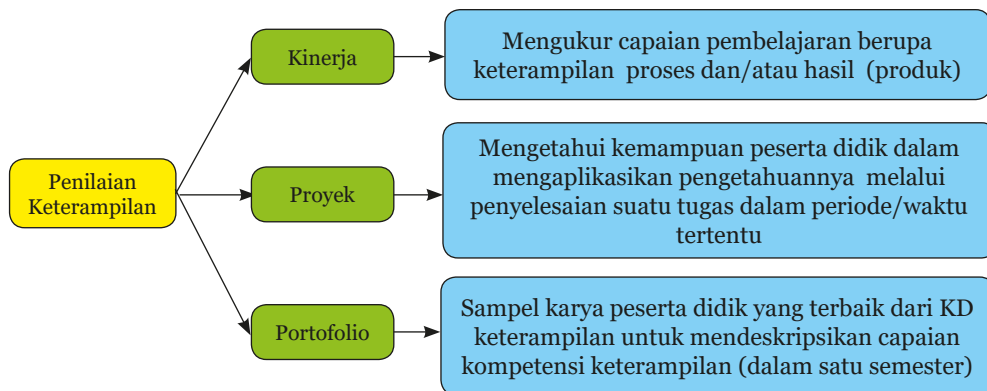 Penilaian
Keterampilan
Kinerja
Mengukur capaian pembelajaran berupa
keterampilan proses dan/atau hasil (produk)
Proyek
Mengetahui kemampuan peserta didik dalam
mengaplikasikan pengetahuannya melalui
penyelesaian suatu tugas dalam periode/waktu
tertentu
Portofolio
Sampel karya peserta didik yang terbaik dari KD
keterampilan untuk mendeskripsikan capaian
kompetensi keterampilan (dalam satu semester)